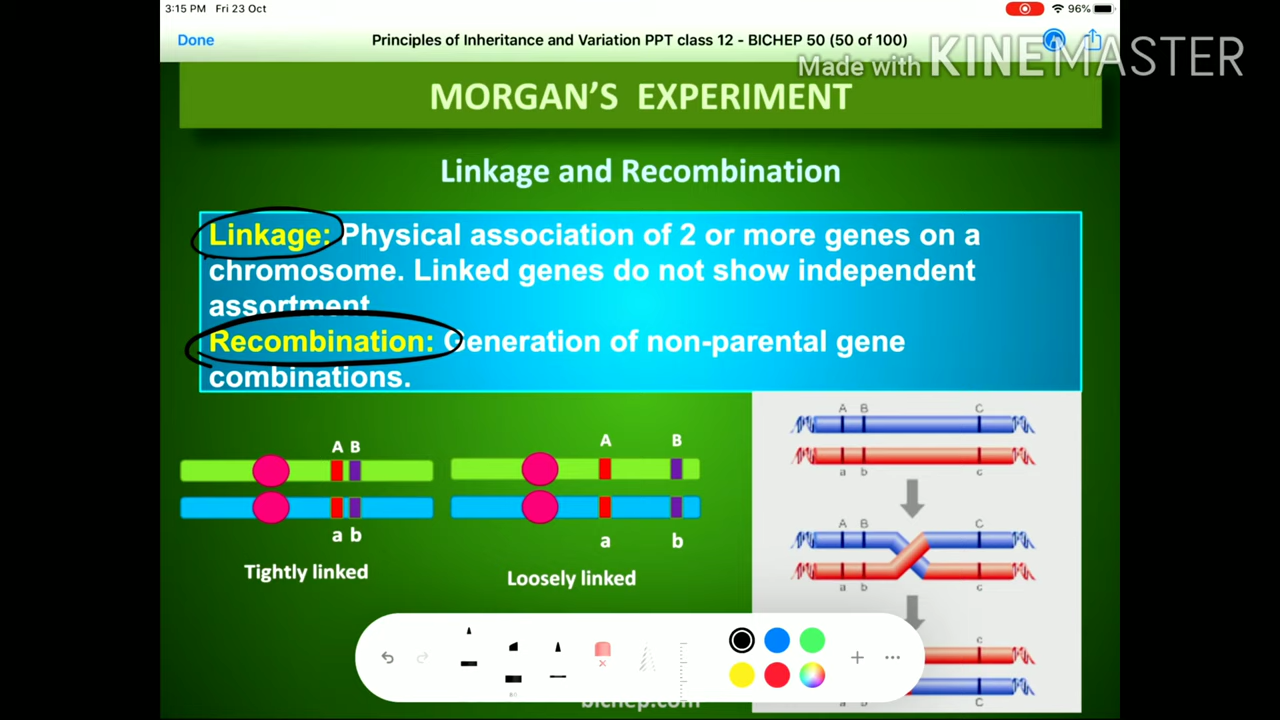 3:15 PM Fri 23 Oct
96%
Done
Principles of Inheritance and Variation PPT class 12 - BICHEP 50 (50 of 100)
Made with KINEMASTER
MORGAN'S EXPERIMENT
Linkage and Recombination
Linkage: Physical association of 2 or more genes on a
chromosome. Linked genes do not show independent
assortment
Recombination: Generation of non-parental gene
combinations.
A B
a b
Tightly linked
A B
a b
Loosely linked
A B C
a b c
A B C
a b c
c
a b C
bichep.com